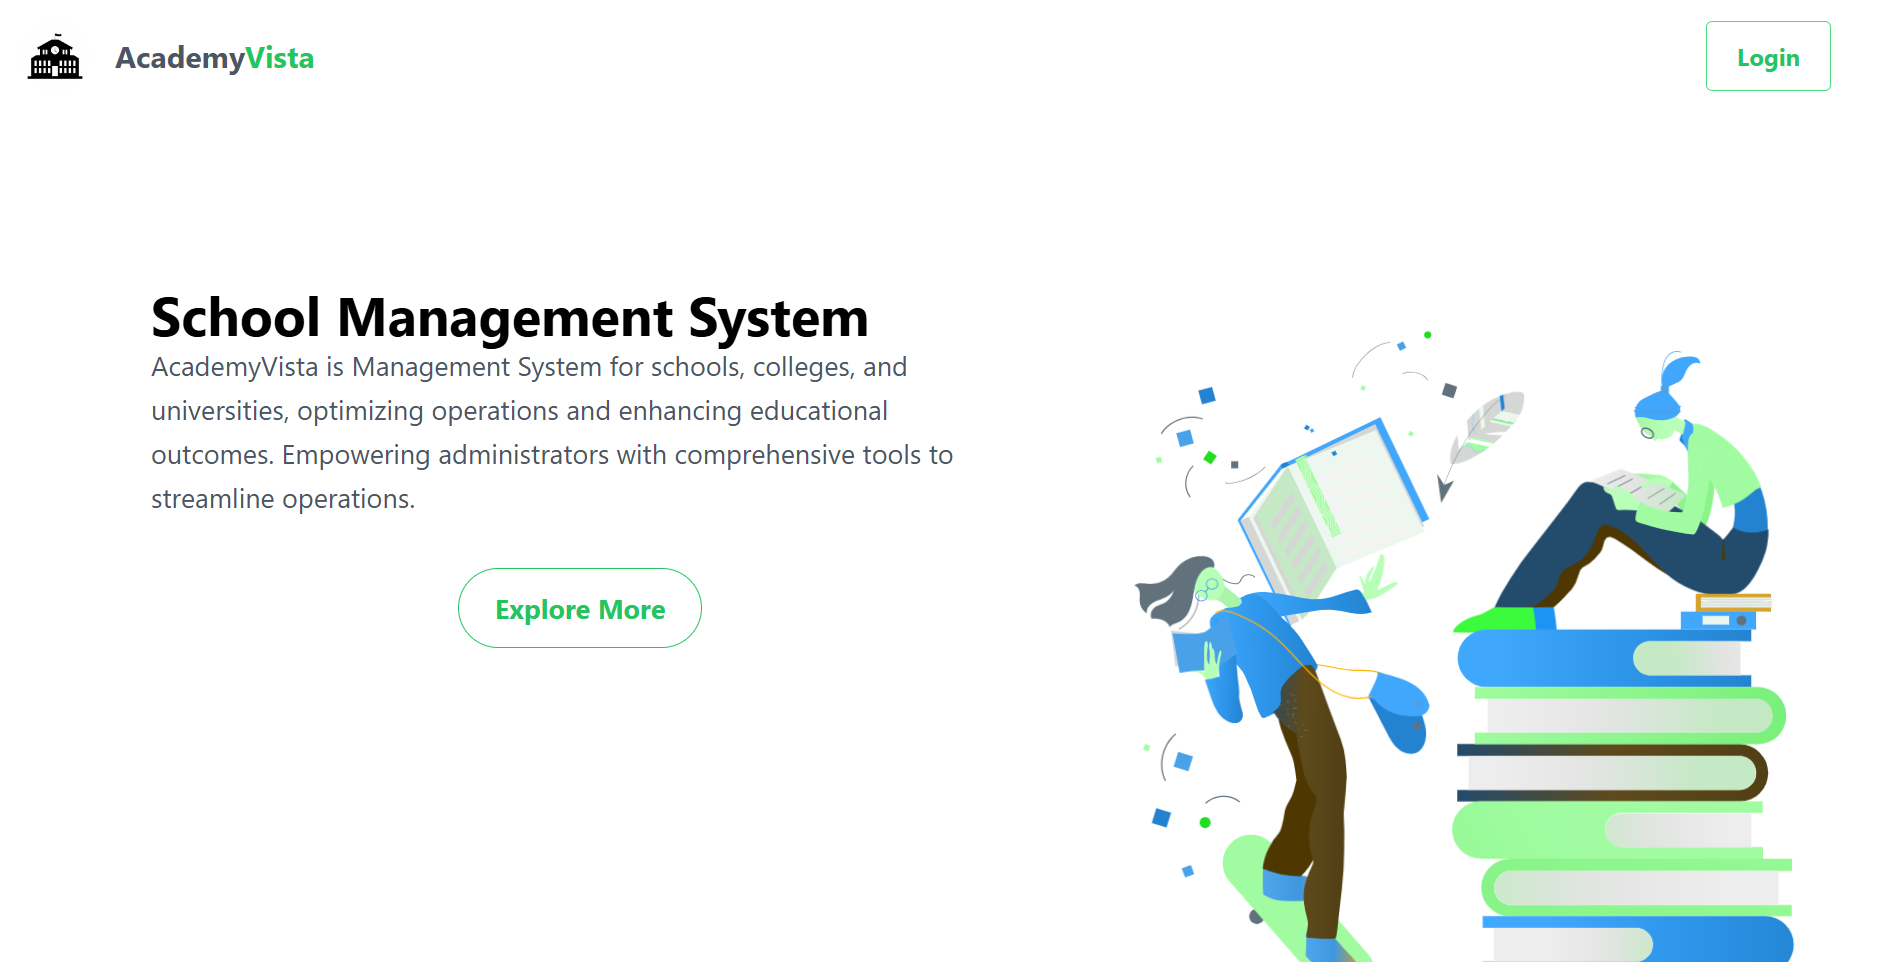 AcademyVista
Login
School Management System
AcademyVista is Management System for schools, colleges, and
universities, optimizing operations and enhancing educational
outcomes. Empowering administrators with comprehensive tools to
streamline operations.
Explore More